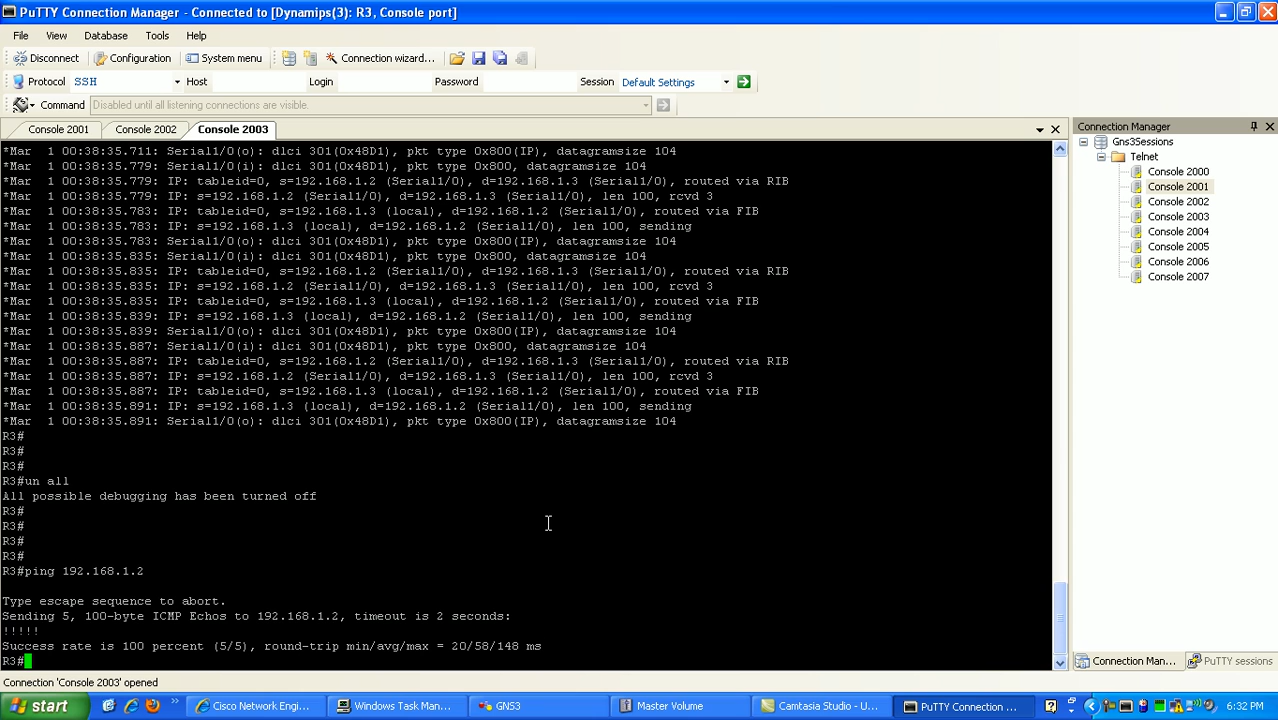 PuTTY Connection Manager - Connected to [Dynamips(3): R3, Console port]
File View Database Tools Help
Disconnect Configuration System menu Connection wizard...
Protocol SSH Host Login Password Session Default Settings
Command Disabled until all listening connections are visible.
Console 2001 Console 2002 Console 2003
*Mar  1 00:38:35.711: Serial1/0(o): dlci 301(0x48D1), pkt type 0x800(IP), datagramsize 104
*Mar  1 00:38:35.779: Serial1/0(i): dlci 301(0x48D1), pkt type 0x800, datagramsize 104
*Mar  1 00:38:35.779: IP: tableid=0, s=192.168.1.2 (Serial1/0), d=192.168.1.3 (Serial1/0), routed via RIB
*Mar  1 00:38:35.779: IP: s=192.168.1.2 (Serial1/0), d=192.168.1.3 (Serial1/0), len 100, rcvd 3
*Mar  1 00:38:35.783: IP: tableid=0, s=192.168.1.3 (local), d=192.168.1.2 (Serial1/0), routed via FIB
*Mar  1 00:38:35.783: IP: s=192.168.1.3 (local), d=192.168.1.2 (Serial1/0), len 100, sending
*Mar  1 00:38:35.783: Serial1/0(o): dlci 301(0x48D1), pkt type 0x800(IP), datagramsize 104
*Mar  1 00:38:35.835: Serial1/0(i): dlci 301(0x48D1), pkt type 0x800, datagramsize 104
*Mar  1 00:38:35.835: IP: tableid=0, s=192.168.1.2 (Serial1/0), d=192.168.1.3 (Serial1/0), routed via RIB
*Mar  1 00:38:35.835: IP: s=192.168.1.2 (Serial1/0), d=192.168.1.3 (Serial1/0), len 100, rcvd 3
*Mar  1 00:38:35.835: IP: tableid=0, s=192.168.1.3 (local), d=192.168.1.2 (Serial1/0), routed via FIB
*Mar  1 00:38:35.839: IP: s=192.168.1.3 (local), d=192.168.1.2 (Serial1/0), len 100, sending
*Mar  1 00:38:35.839: Serial1/0(o): dlci 301(0x48D1), pkt type 0x800(IP), datagramsize 104
*Mar  1 00:38:35.887: Serial1/0(i): dlci 301(0x48D1), pkt type 0x800, datagramsize 104
*Mar  1 00:38:35.887: IP: tableid=0, s=192.168.1.2 (Serial1/0), d=192.168.1.3 (Serial1/0), routed via RIB
*Mar  1 00:38:35.887: IP: s=192.168.1.2 (Serial1/0), d=192.168.1.3 (Serial1/0), len 100, rcvd 3
*Mar  1 00:38:35.887: IP: tableid=0, s=192.168.1.3 (local), d=192.168.1.2 (Serial1/0), routed via FIB
*Mar  1 00:38:35.891: IP: s=192.168.1.3 (local), d=192.168.1.2 (Serial1/0), len 100, sending
*Mar  1 00:38:35.891: Serial1/0(o): dlci 301(0x48D1), pkt type 0x800(IP), datagramsize 104
R3#
R3#
R3#
R3#un all
All possible debugging has been turned off
R3#
R3#
R3#
R3#
R3#ping 192.168.1.2
Type escape sequence to abort.
Sending 5, 100-byte ICMP Echos to 192.168.1.2, timeout is 2 seconds:
!!!!!
Success rate is 100 percent (5/5), round-trip min/avg/max = 20/58/148 ms
R3#
Connection Manager
Gns3Sessions
Telnet
Console 2000
Console 2001
Console 2002
Console 2003
Console 2004
Console 2005
Console 2006
Console 2007
Connection Man... PuTTY sessions
Connection 'Console 2003' opened
start Cisco Network Engi... Windows Task Man... GNS3 Master Volume Camtasia Studio - U... PuTTY Connection ... 6:32 PM